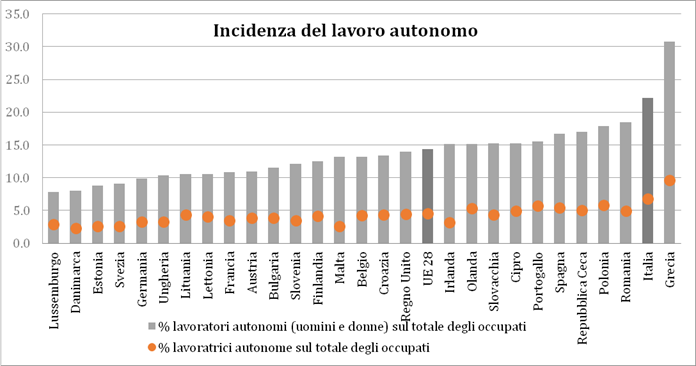 Incidenza del lavoro autonomo
35.0
30.0
25.0
20.0
15.0
10.0
5.0
0.0
Lussemburgo
Danimarca
Estonia
Svezia
Germania
Ungheria
Lituania
Lettonia
Francia
Austria
Bulgaria
Slovenia
Finlandia
Malta
Belgio
Croazia
Regno Unito
UE 28
Irlanda
Olanda
Slovacchia
Cipro
Portogallo
Spagna
Repubblica Ceca
Polonia
Romania
Italia
Grecia
% lavoratori autonomi (uomini e donne) sul totale degli occupati
% lavoratrici autonome sul totale degli occupati